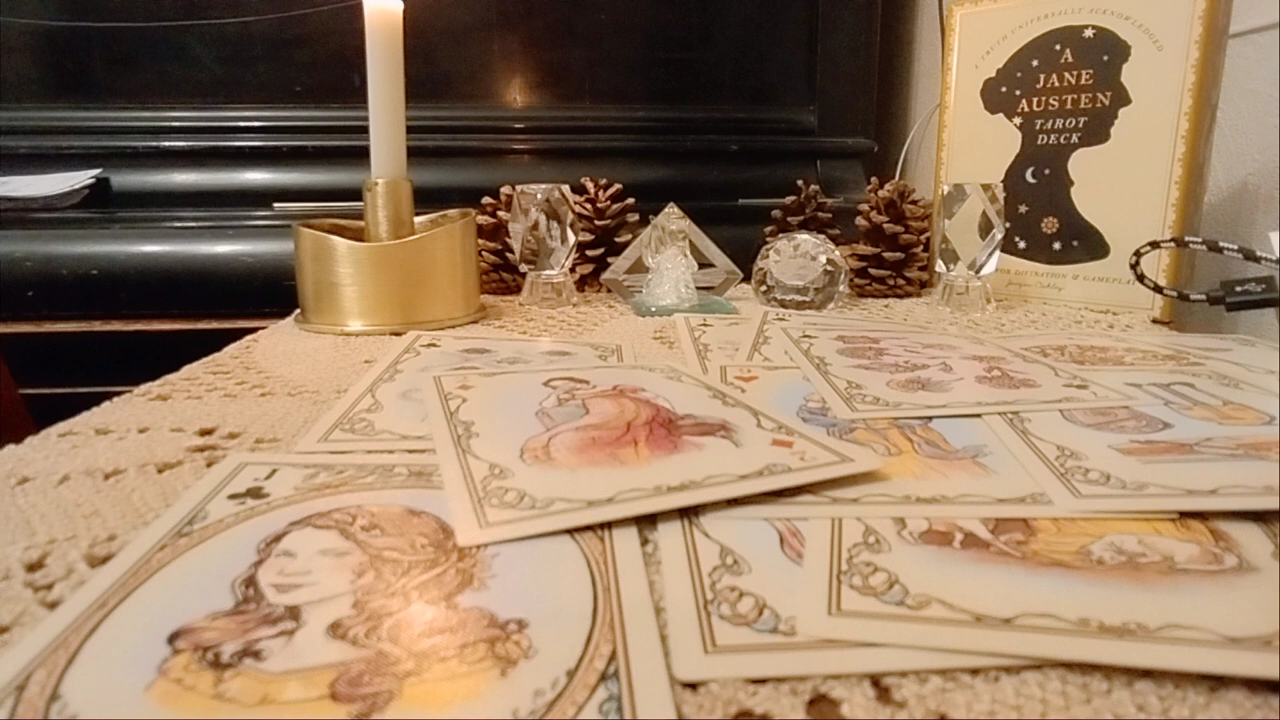 A TRUTH UNIVERSALLY ACKNOWLEDGED
A
JANE
AUSTEN
TAROT
DECK
FOR DIVINATION & GAMEPLAY
J